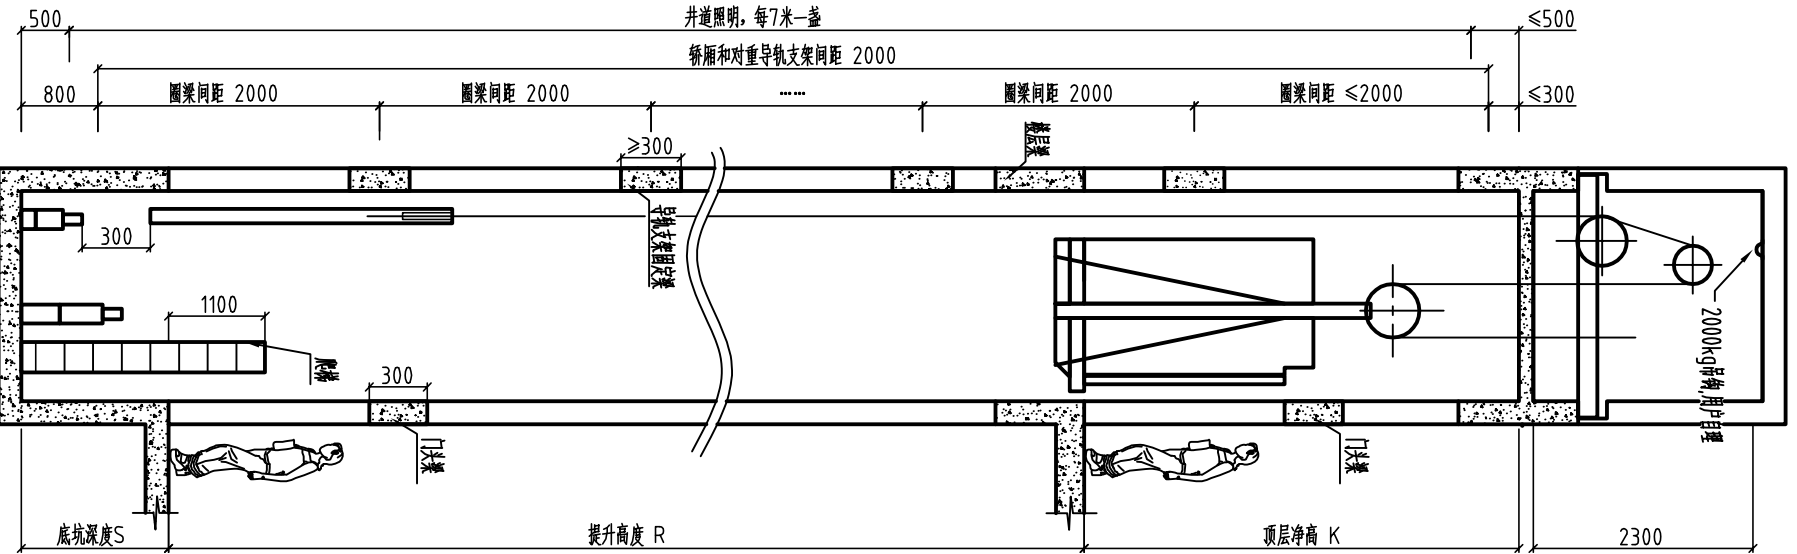 500
井道照明，每7米一盏
≤500
轿厢和对重导轨支架间距 2000
800
圈梁间距 2000
圈梁间距 2000
……
圈梁间距 2000
圈梁间距 ≤2000
≤300
≥300
楼层梁
导轨支架固定梁
300
1100
爬梯
300
门头梁
门头梁
2000kg吊钩,用户自理
底坑深度S
提升高度 R
顶层净高 K
2300